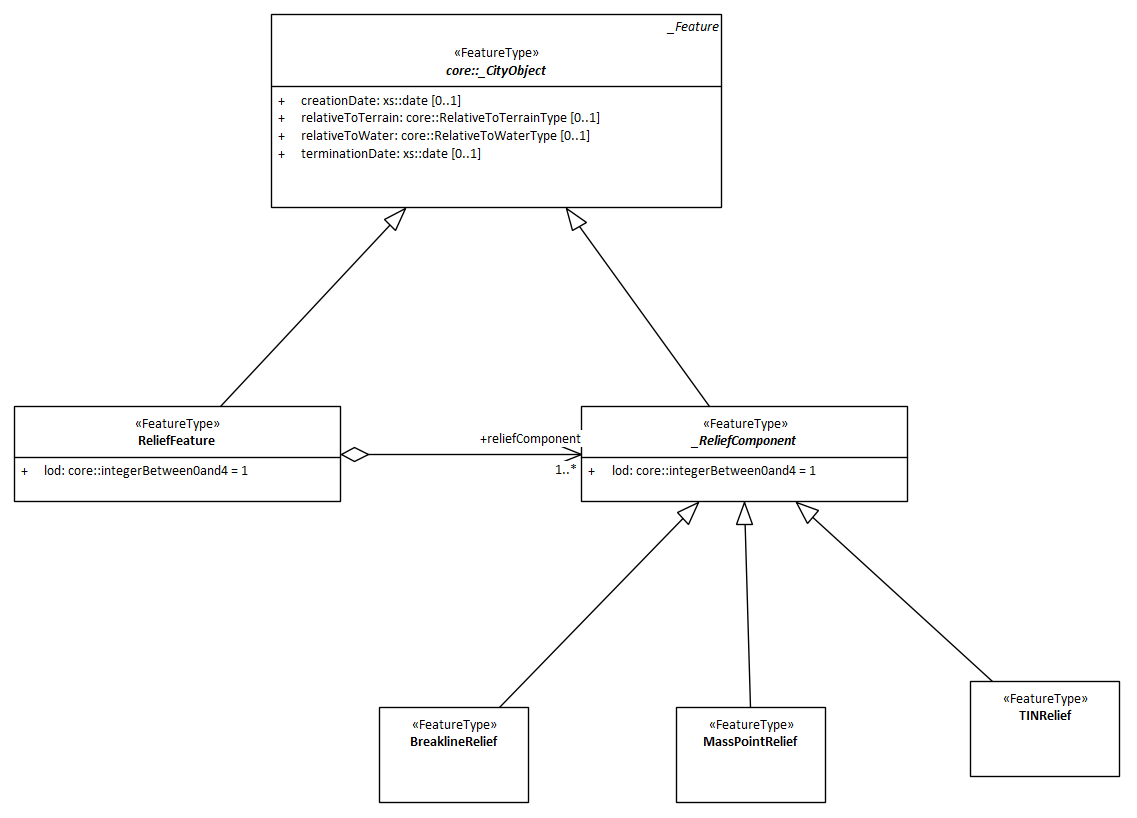 _Feature
«FeatureType»
core::_CityObject
+ creationDate: xs::date [0..1]
+ relativeToTerrain: core::RelativeToTerrainType [0..1]
+ relativeToWater: core::RelativeToWaterType [0..1]
+ terminationDate: xs::date [0..1]
«FeatureType»
ReliefFeature
+ lod: core::integerBetween0and4 = 1
+reliefComponent
1..*
«FeatureType»
_ReliefComponent
+ lod: core::integerBetween0and4 = 1
«FeatureType»
BreaklineRelief
«FeatureType»
MassPointRelief
«FeatureType»
TINRelief